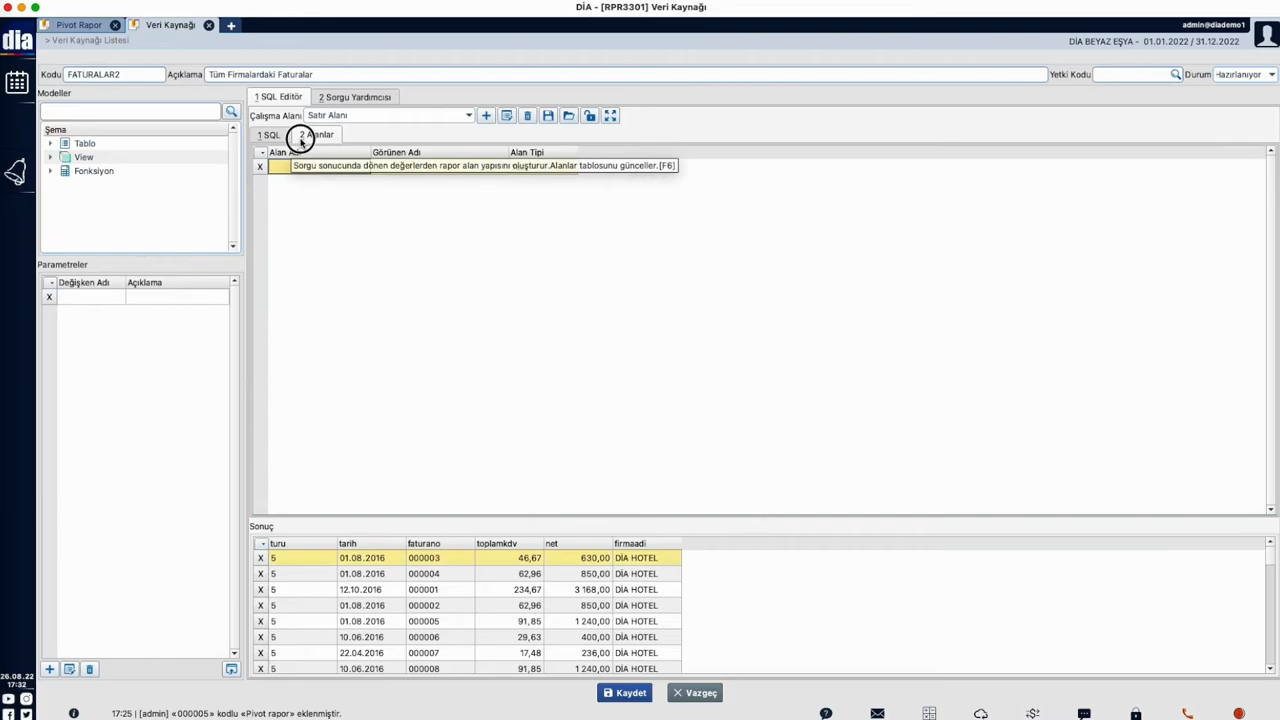 DİA - [RPR3301] Veri Kaynağı
Pivot Rapor
Veri Kaynağı
admin@diademo1
dia
> Veri Kaynağı Listesi
DİA BEYAZ EŞYA - 01.01.2022 / 31.12.2022
Kodu FATURALAR2 Açıklama Tüm Firmalardaki Faturalar Yetki Kodu Durum Hazırlanıyor
Modeller
1 SQL Editör 2 Sorgu Yardımcısı
Çalışma Alanı Satır Alanı
Şema
Tablo
View
Fonksiyon
1 SQL 2 Alanlar
Görünen Adı Alan Tipi
X
Sorgu sonucunda dönen değerlerden rapor alan yapısını oluşturur.Alanlar tablosunu günceller.[F6]
Parametreler
Değişken Adı Açıklama
X
Sonuç
turu tarih faturano toplamkdv net firmaadi
X 5 01.08.2016 000003 46,67 630,00 DİA HOTEL
X 5 01.08.2016 000004 62,96 850,00 DİA HOTEL
X 5 12.10.2016 000001 234,67 3 168,00 DİA HOTEL
X 5 01.08.2016 000002 62,96 850,00 DİA HOTEL
X 5 01.08.2016 000005 91,85 1 240,00 DİA HOTEL
X 5 10.06.2016 000006 29,63 400,00 DİA HOTEL
X 5 22.04.2016 000007 17,48 236,00 DİA HOTEL
X 5 10.06.2016 000008 91,85 1 240,00 DİA HOTEL
26.08.22
17:32
Kaydet Vazgeç
17:25 | [admin] «000005» kodlu «Pivot rapor» eklenmiştir.